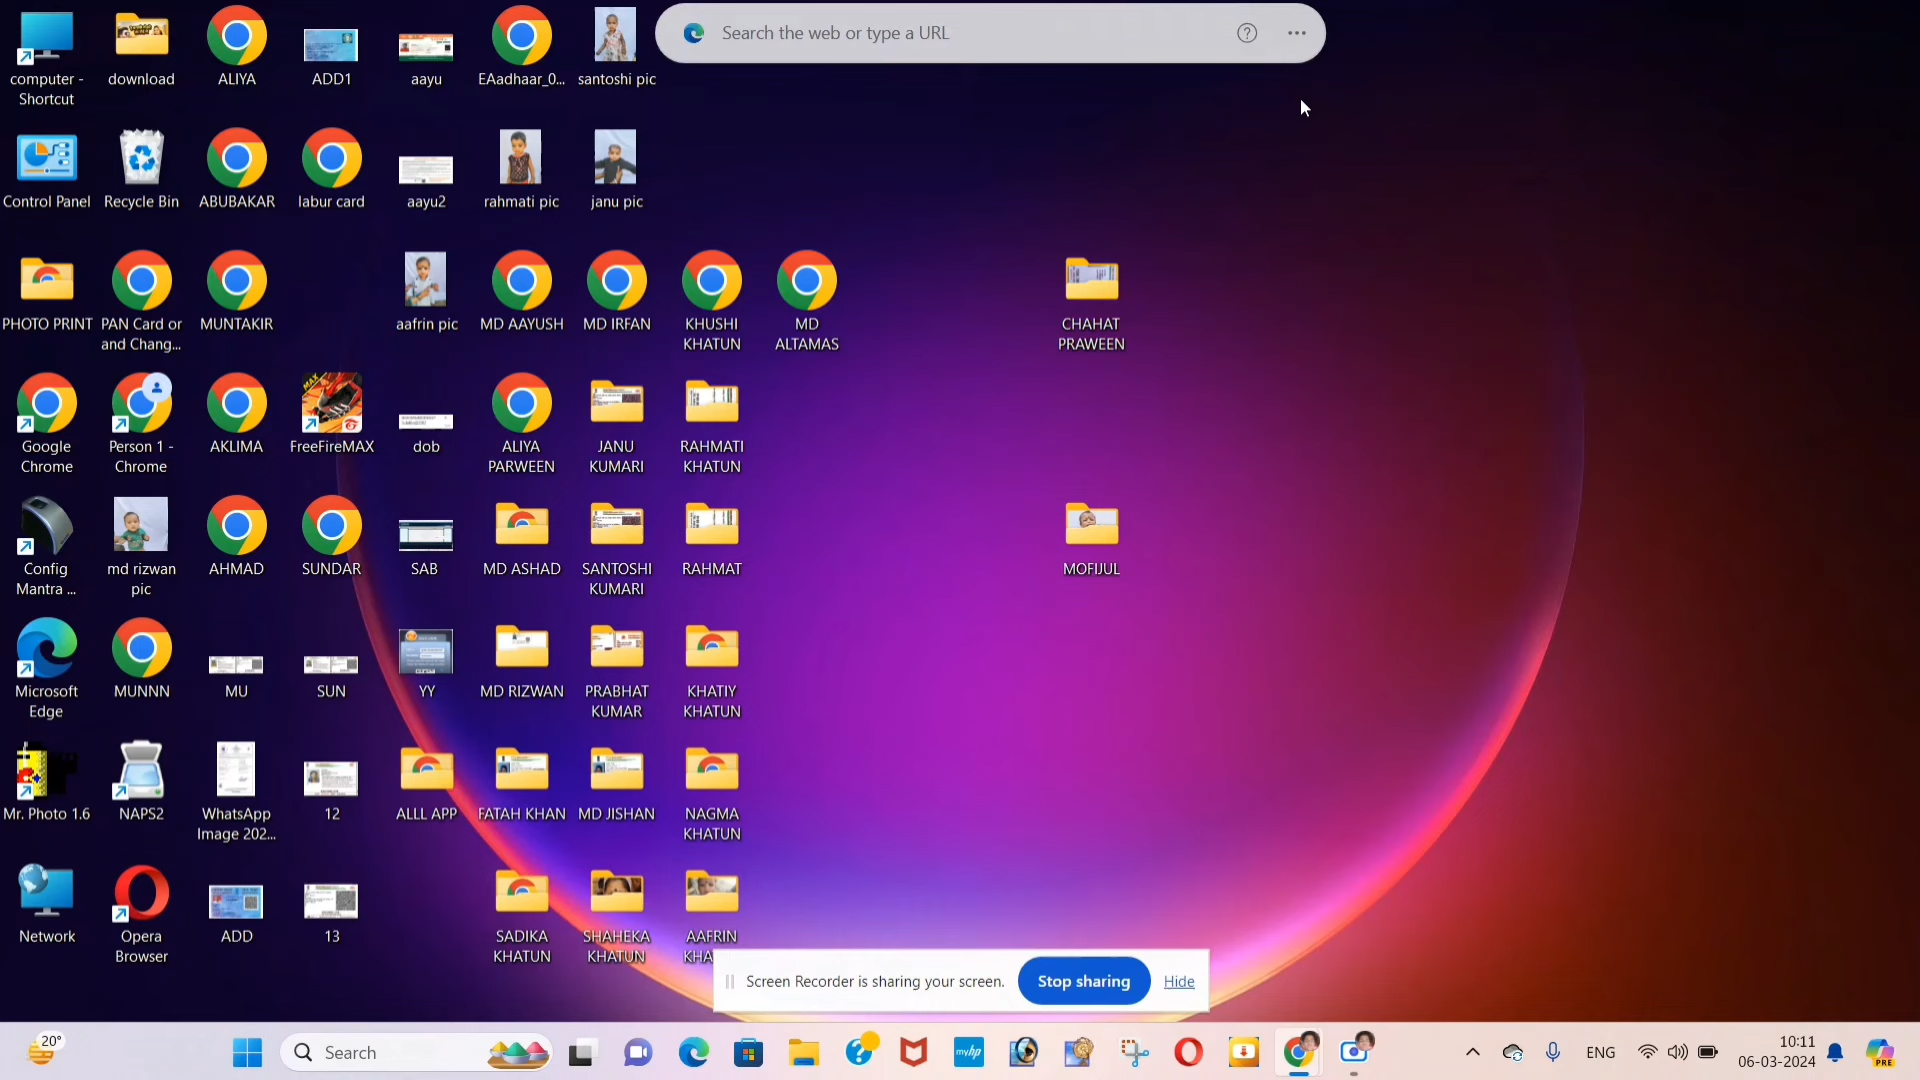 Search the web or type a URL
computer -
Shortcut
download
ALIYA
ADD1
aayu
EAadhaar_0...
santoshi pic
Control Panel
Recycle Bin
ABUBAKAR
labur card
aayu2
rahmati pic
janu pic
PHOTO PRINT
PAN Card or
and Chang...
MUNTAKIR
aafrin pic
MD AAYUSH
MD IRFAN
KHUSHI
KHATUN
MD
ALTAMAS
CHAHAT
PRAWEEN
Google
Chrome
Person 1 -
Chrome
AKLIMA
MAX
FreeFireMAX
dob
ALIYA
PARWEEN
JANU
KUMARI
RAHMATI
KHATUN
Config
Mantra ...
md rizwan
pic
AHMAD
SUNDAR
SAB
MD ASHAD
SANTOSHI
KUMARI
RAHMAT
MOFIJUL
Microsoft
Edge
MUNNN
MU
SUN
YY
MD RIZWAN
PRABHAT
KUMAR
KHATIY
KHATUN
Mr. Photo 1.6
NAPS2
WhatsApp
Image 202...
12
ALLL APP
FATAH KHAN
MD JISHAN
NAGMA
KHATUN
Network
Opera
Browser
ADD
13
SADIKA
KHATUN
SHAHEKA
KHATUN
AAFRIN
KHA
Screen Recorder is sharing your screen.
Stop sharing
Hide
20°
Search
myhp
ENG
10:11
06-03-2024
PRE